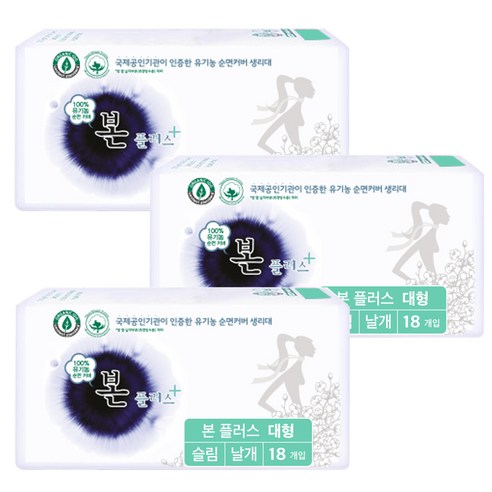 국제공인기관이 인증한 유기농 순면커버 생리대
100%
유기농
순면 커버
본
플러스+
국제공인기관이 인증한 유기농 순면커버 생리대
100%
유기농
순면 커버
본
플러스+
본 플러스 대형
날개 18 개입
국제공인기관이 인증한 유기농 순면커버 생리대
100%
유기농
순면 커버
본
플러스+
본 플러스 대형
슬림 날개 18 개입